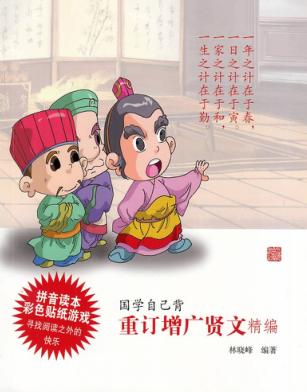 一年之计在于春，
一日之计在于寅。
一家之计在于和，
一生之计在于勤。
拼音读本
彩色贴纸游戏
寻找阅读之外的
快乐
国学自己背
重订增广贤文精编
林晓峰 编著